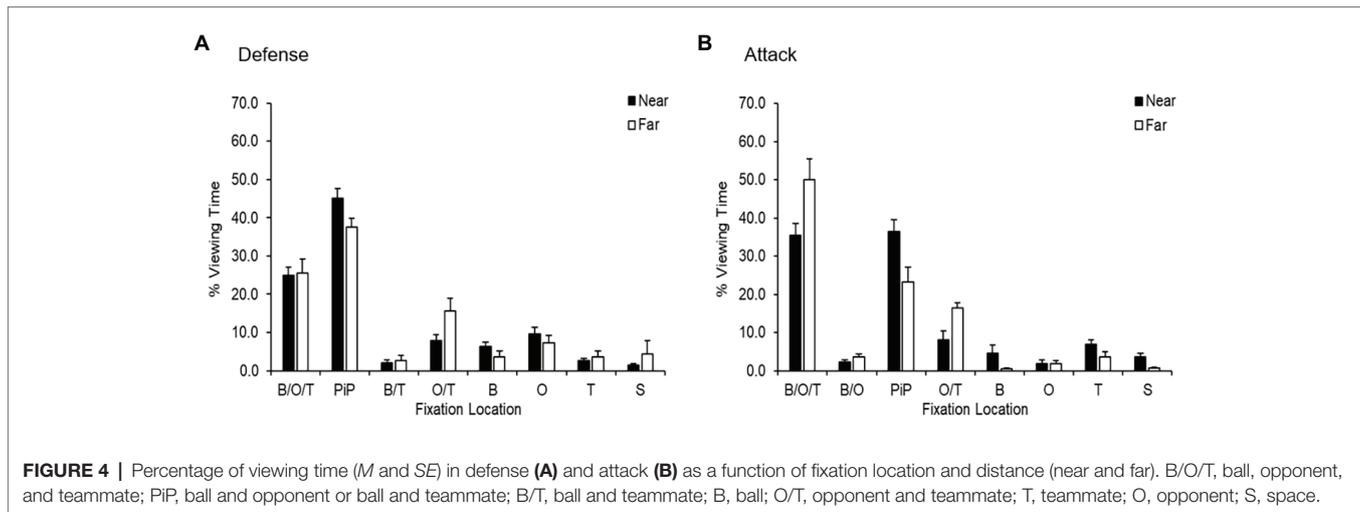 A Defense
% Viewing Time
70.0
60.0
50.0
40.0
30.0
20.0
10.0
0.0
Near
Far
B/O/T PiP B/T O/T B O T S
Fixation Location
B Attack
% Viewing Time
70.0
60.0
50.0
40.0
30.0
20.0
10.0
0.0
Near
Far
B/O/T B/O PiP O/T B O T S
Fixation Location
FIGURE 4 | Percentage of viewing time (M and SE) in defense (A) and attack (B) as a function of fixation location and distance (near and far). B/O/T, ball, opponent,
and teammate; PiP, ball and opponent or ball and teammate; B/T, ball and teammate; B, ball; O/T, opponent and teammate; T, teammate; O, opponent; S, space.